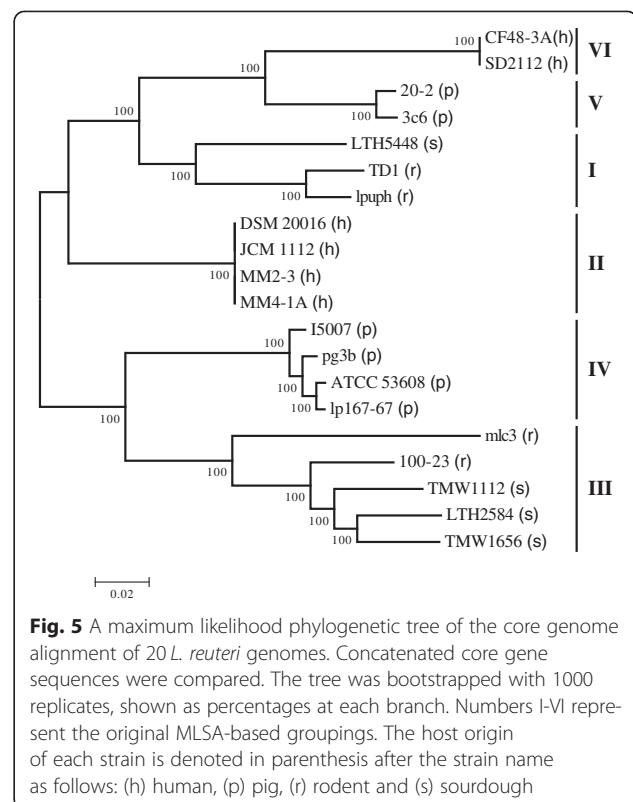 CF48-3A(h)
100
SD2112 (h)
VI
100
20-2 (p)
100
3c6 (p)
V
100
LTH5448 (s)
TD1 (r)
100
100
lpuph (r)
I
DSM 20016 (h)
JCM 1112 (h)
MM2-3 (h)
100
MM4-1A (h)
II
I5007 (p)
100
pg3b (p)
100
ATCC 53608 (p)
100
lp167-67 (p)
IV
100
mlc3 (r)
100
100-23 (r)
100
TMW1112 (s)
100
LTH2584 (s)
100
TMW1656 (s)
III
0.02
Fig. 5 A maximum likelihood phylogenetic tree of the core genome
alignment of 20 L. reuteri genomes. Concatenated core gene
sequences were compared. The tree was bootstrapped with 1000
replicates, shown as percentages at each branch. Numbers I-VI repre-
sent the original MLSA-based groupings. The host origin
of each strain is denoted in parenthesis after the strain name
as follows: (h) human, (p) pig, (r) rodent and (s) sourdough